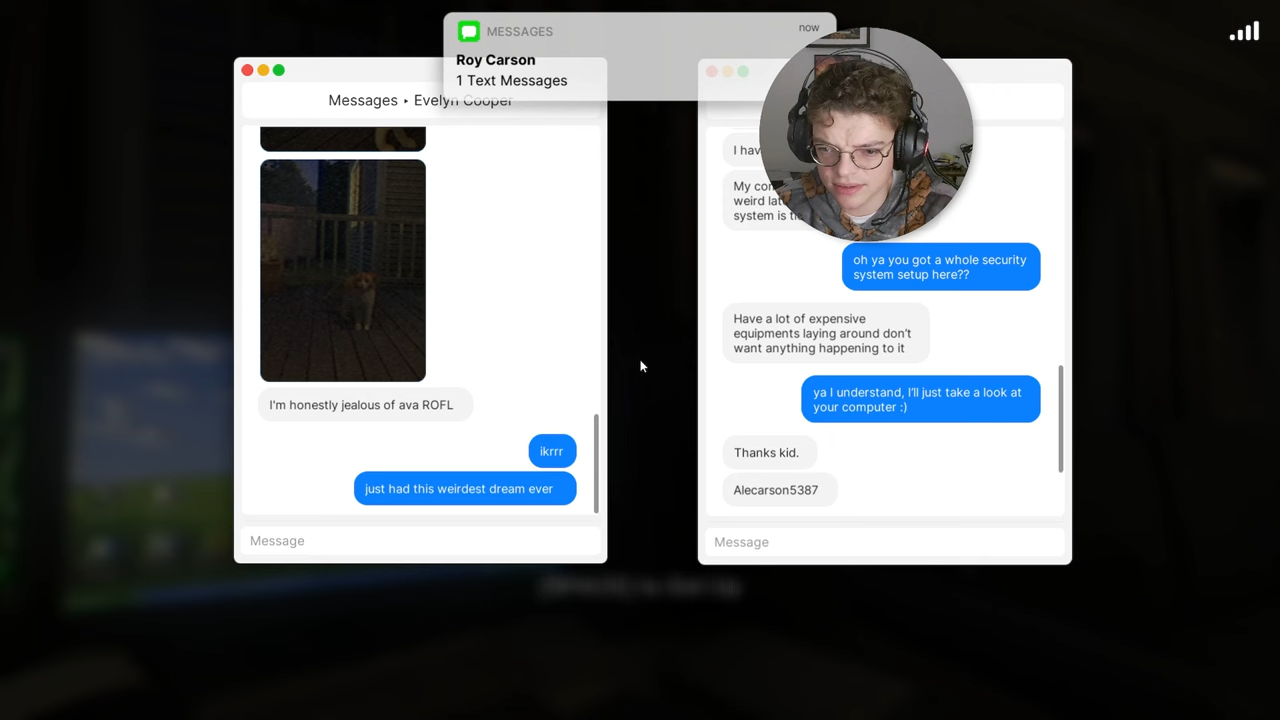 MESSAGES
now
Roy Carson
1 Text Messages
Messages ▸ Evelyn Cooper
I'm honestly jealous of ava ROFL
ikrrr
just had this weirdest dream ever
Message
I hav
My con
weird lat
system is
oh ya you got a whole security
system setup here??
Have a lot of expensive
equipments laying around don't
want anything happening to it
ya I understand, I'll just take a look at
your computer :)
Thanks kid.
Alecarson5387
Message